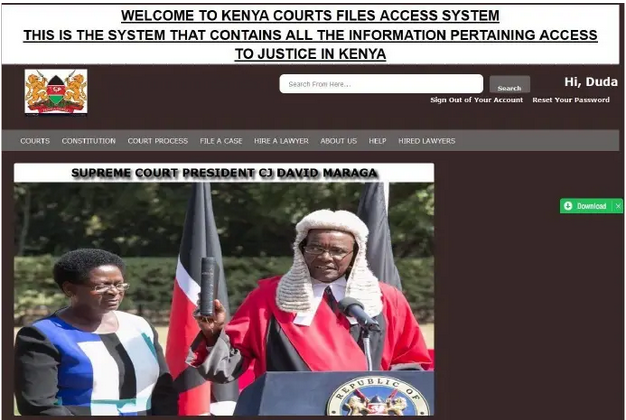 WELCOME TO KENYA COURTS FILES ACCESS SYSTEM
THIS IS THE SYSTEM THAT CONTAINS ALL THE INFORMATION PERTAINING ACCESS
TO JUSTICE IN KENYA
Search From Here...
Search
Hi, Duda
Sign Out of Your Account Reset Your Password
COURTS CONSTITUTION COURT PROCESS FILE A CASE HIRE A LAWYER ABOUT US HELP HIRED LAWYERS
SUPREME COURT PRESIDENT CJ DAVID MARAGA
Download ×
REPUBLIC OF